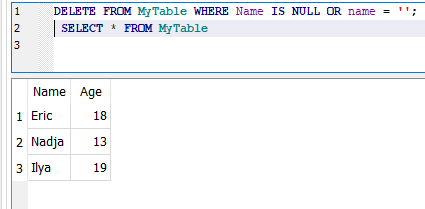 1 DELETE FROM MyTable WHERE Name IS NULL OR name = '';
2 SELECT * FROM MyTable
3
Name Age
1 Eric 18
2 Nadja 13
3 Ilya 19